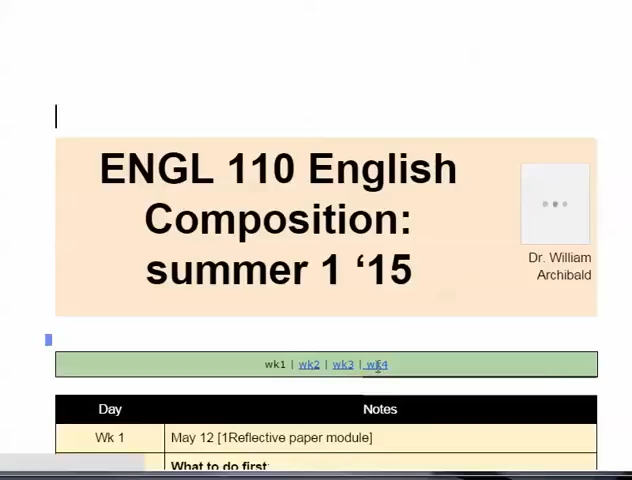 ENGL 110 English
Composition:
summer 1 ‘15
Dr. William
Archibald
wk1 | wk2 | wk3 | wk4
Day Notes
Wk 1 May 12 [1Reflective paper module]
What to do first: